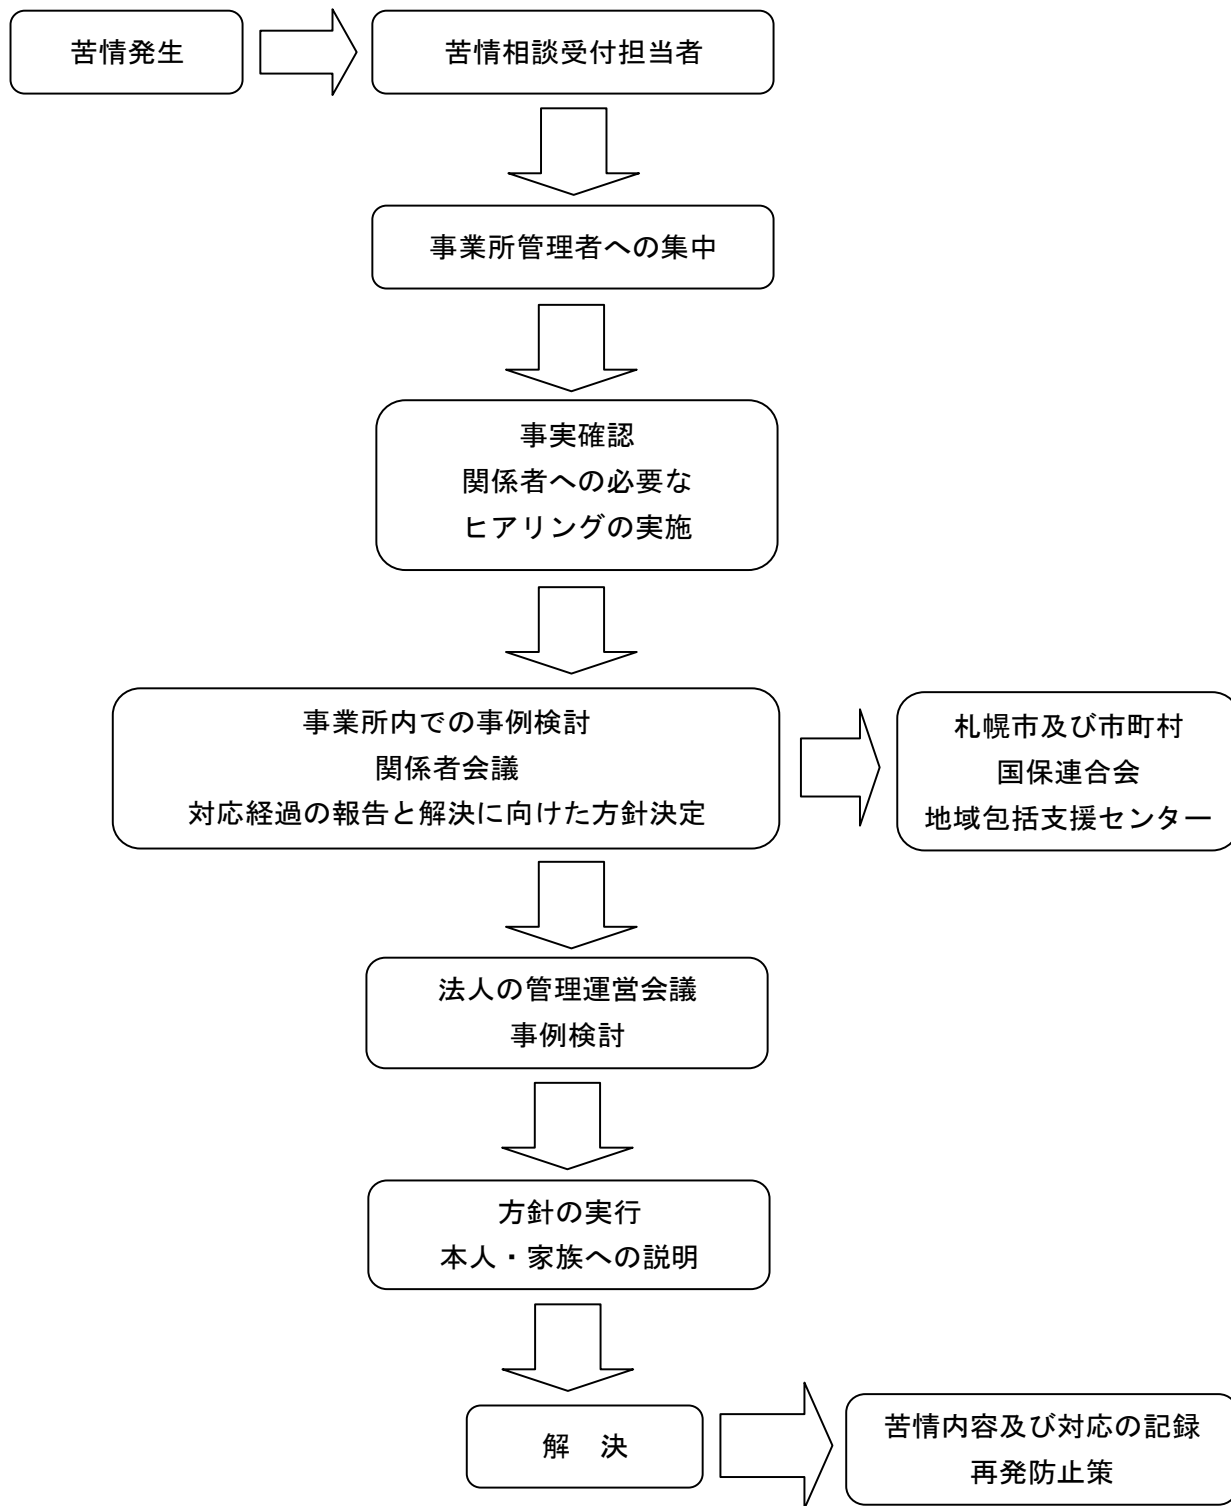 苦情発生
苦情相談受付担当者
事業所管理者への集中
事実確認
関係者への必要な
ヒアリングの実施
事業所内での事例検討
関係者会議
対応経過の報告と解決に向けた方針決定
札幌市及び市町村
国保連合会
地域包括支援センター
法人の管理運営会議
事例検討
方針の実行
本人・家族への説明
解　決
苦情内容及び対応の記録
再発防止策